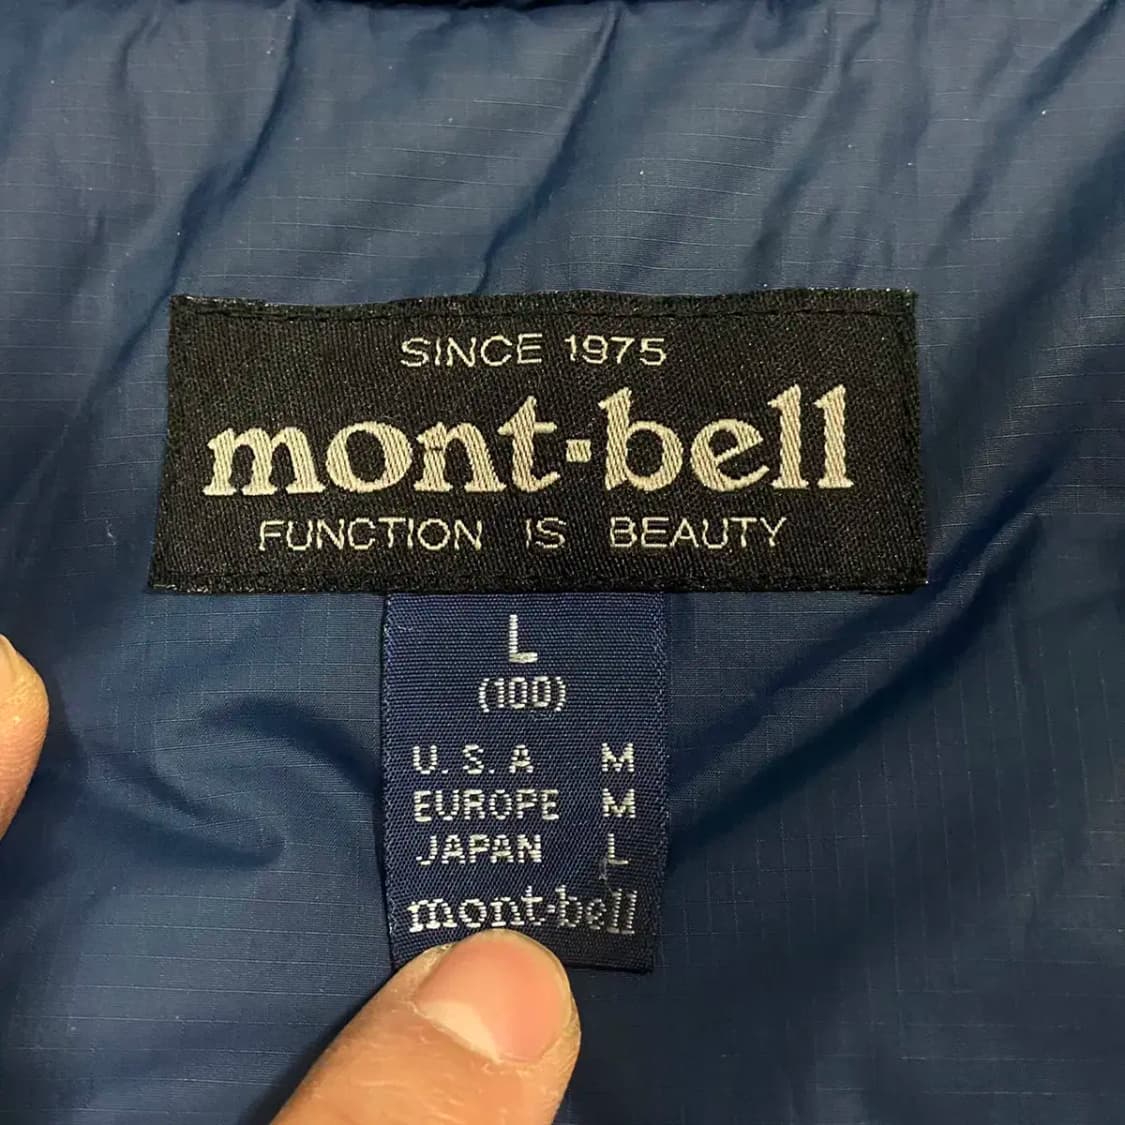 SINCE 1975
mont-bell
FUNCTION IS BEAUTY
L
(100)
U.S.A M
EUROPE M
JAPAN L
mont-bell